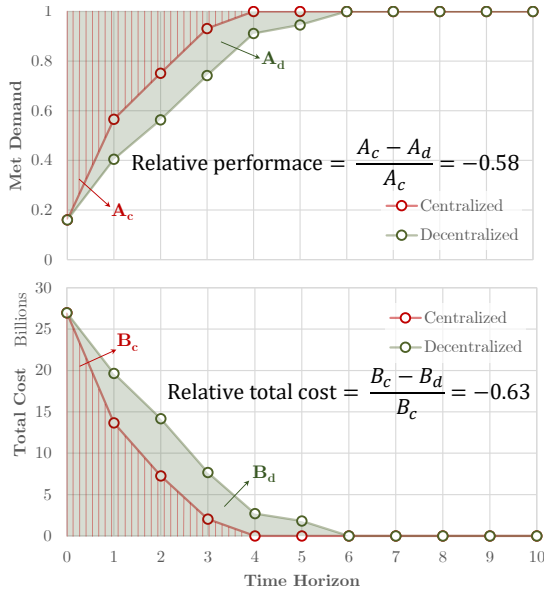 1
0.8
0.6
0.4
0.2
0
Met Demand
A_d
A_c
Relative performace = (A_c − A_d) / A_c = −0.58
Centralized
Decentralized
30
25
20
15
10
5
0
Total Cost Billions
Centralized
Decentralized
B_c
Relative total cost = (B_c − B_d) / B_c = −0.63
B_d
0 1 2 3 4 5 6 7 8 9 10
Time Horizon